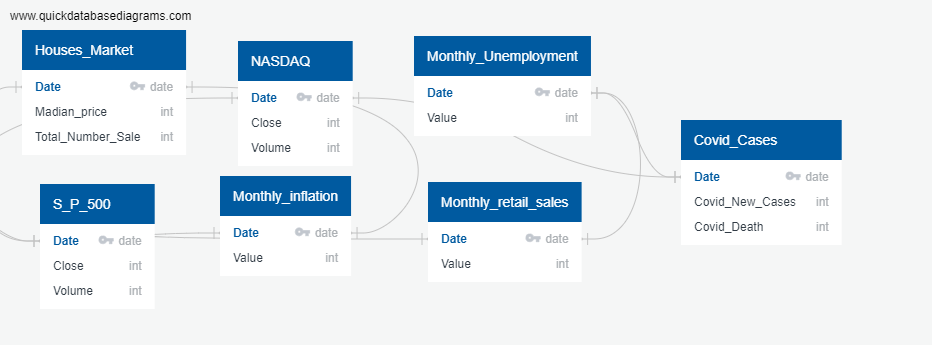 www.quickdatabasediagrams.com
Houses_Market
Date date
Madian_price int
Total_Number_Sale int
NASDAQ
Date date
Close int
Volume int
Monthly_Unemployment
Date date
Value int
Covid_Cases
Date date
Covid_New_Cases int
Covid_Death int
S_P_500
Date date
Close int
Volume int
Monthly_inflation
Date date
Value int
Monthly_retail_sales
Date date
Value int